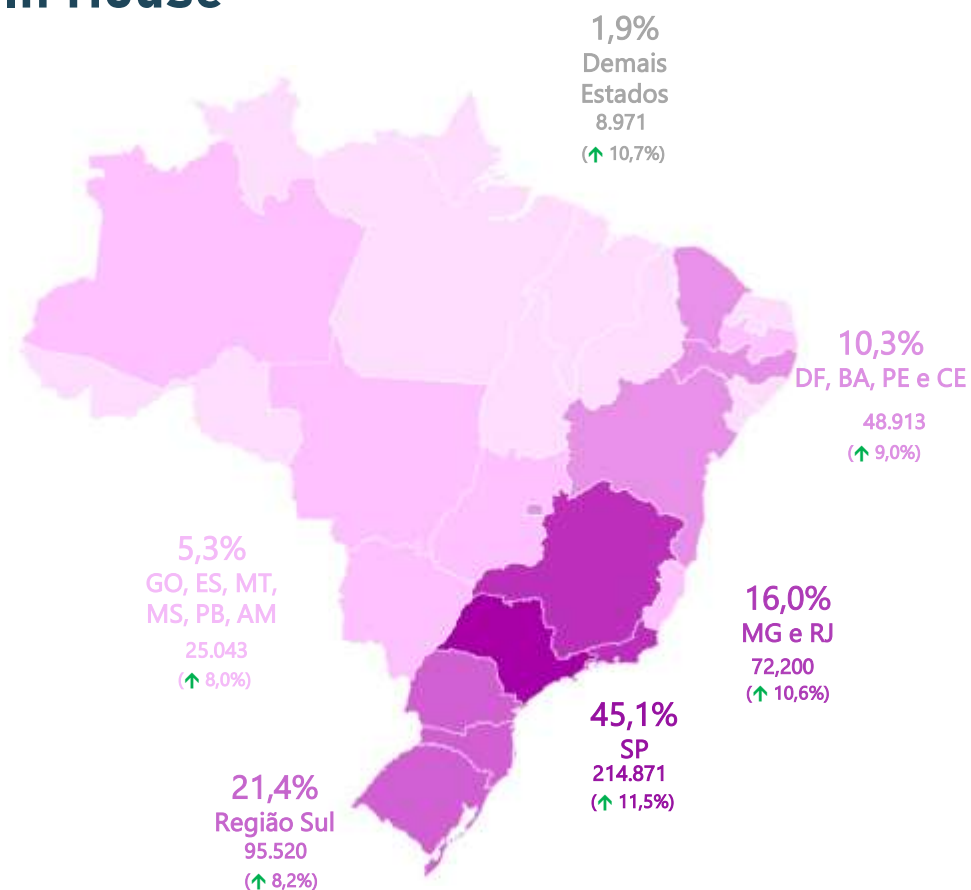 In House
1,9%
Demais
Estados
8.971
(↑ 10,7%)
10,3%
DF, BA, PE e CE
48.913
(↑ 9,0%)
5,3%
GO, ES, MT,
MS, PB, AM
25.043
(↑ 8,0%)
16,0%
MG e RJ
72,200
(↑ 10,6%)
45,1%
SP
214.871
(↑ 11,5%)
21,4%
Região Sul
95.520
(↑ 8,2%)